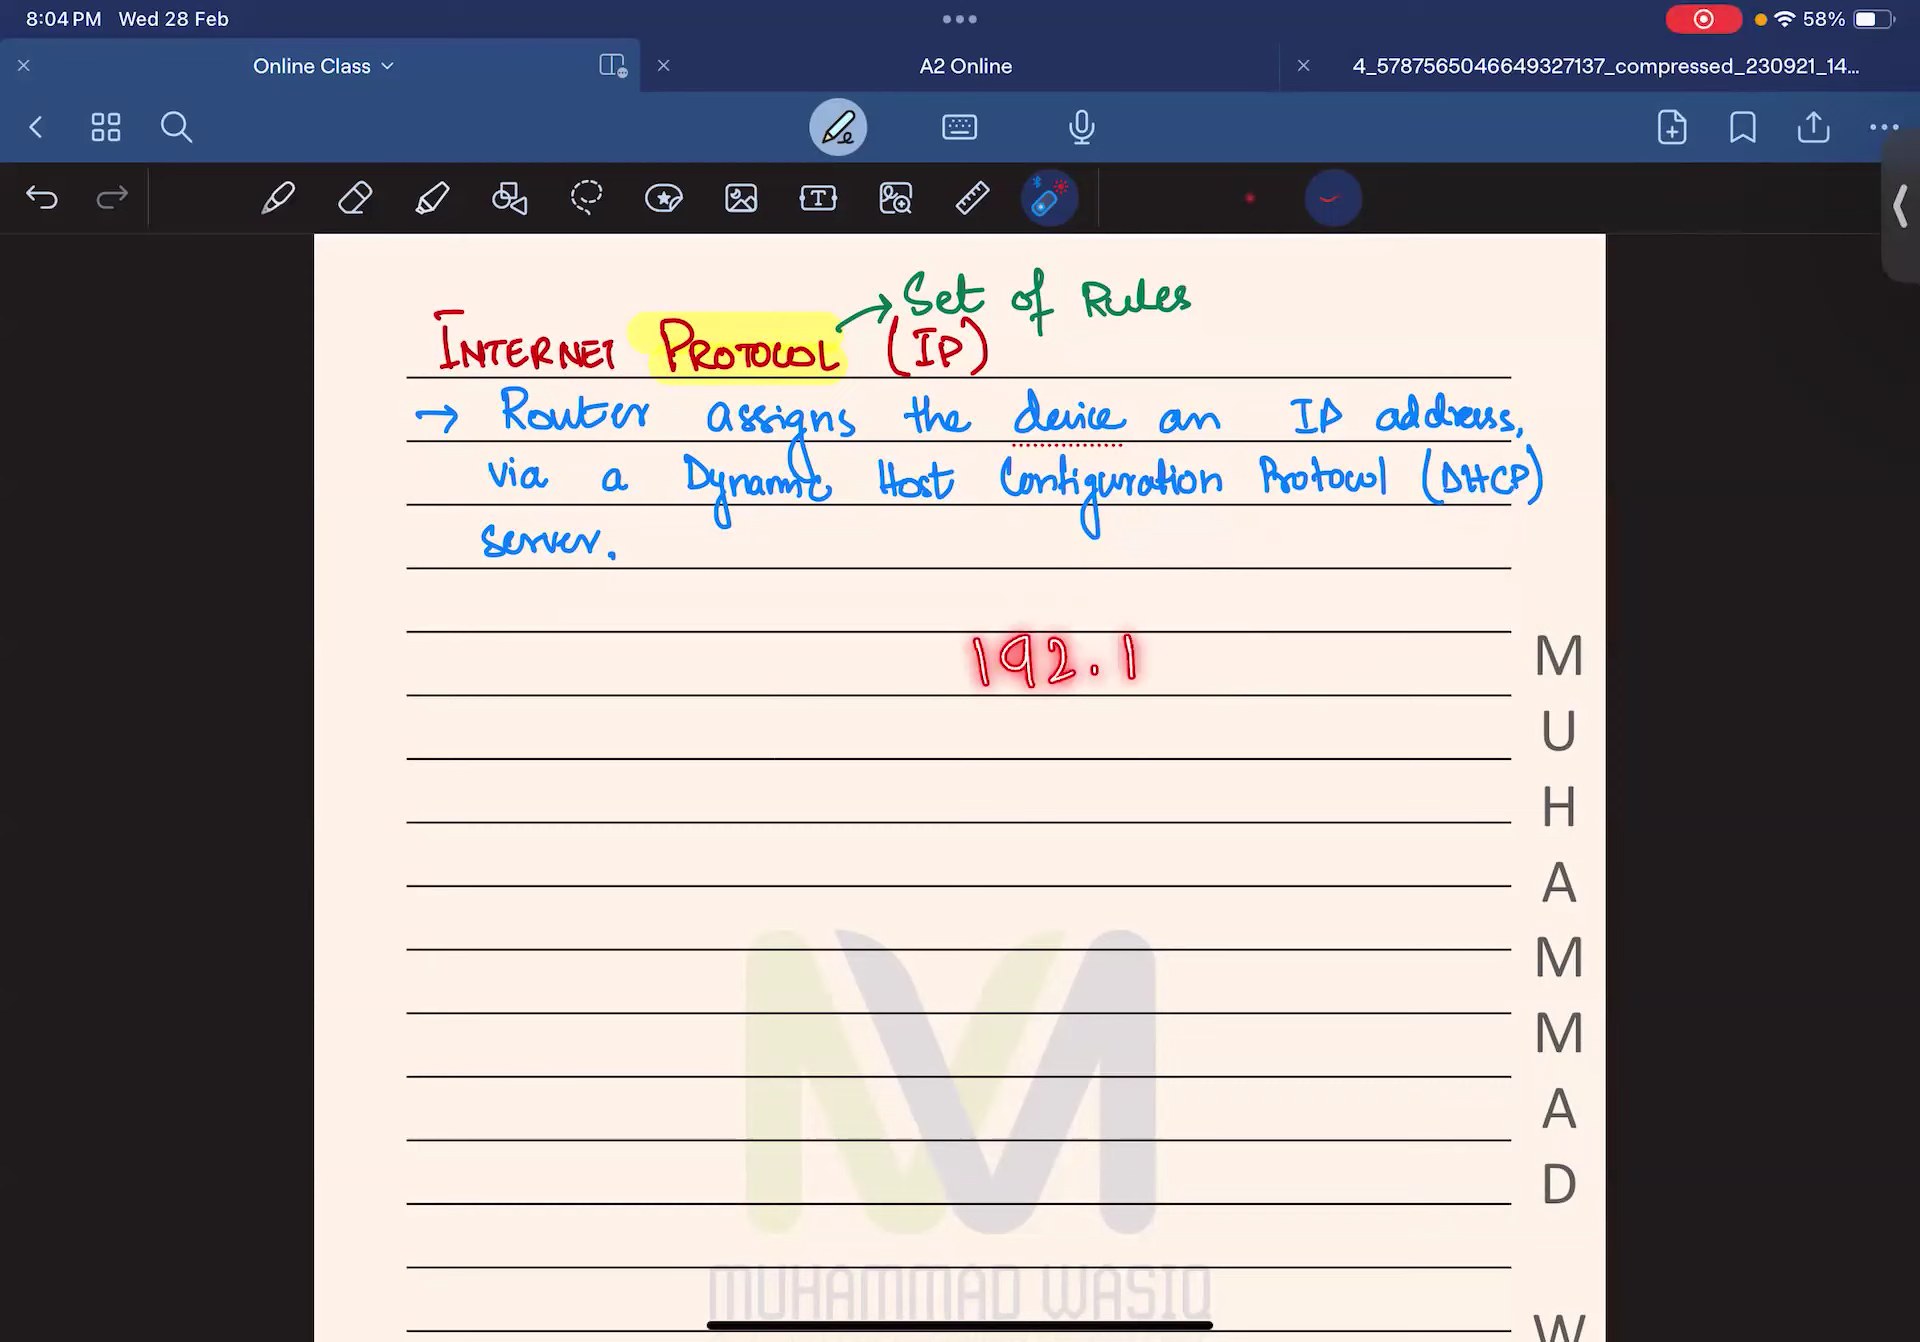 8:04 PM Wed 28 Feb
58%
Online Class
A2 Online
4_5787565046649327137_compressed_230921_14...
→ Set of Rules
INTERNET PROTOCOL (IP)
→ Router assigns the device an IP address,
via a Dynamic Host Configuration Protocol (DHCP)
server.
192.1
M
U
H
A
M
M
A
D
W
MUHAMMAD WASIQ